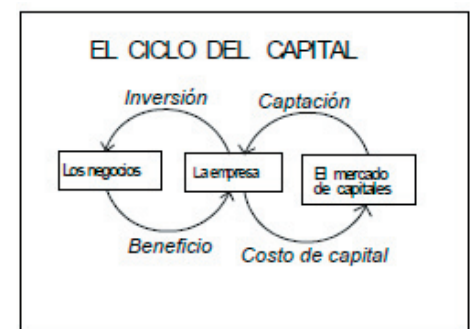 EL CICLO DEL CAPITAL
Inversión
Captación
Los negocios
La empresa
El mercado
de capitales
Beneficio
Costo de capital